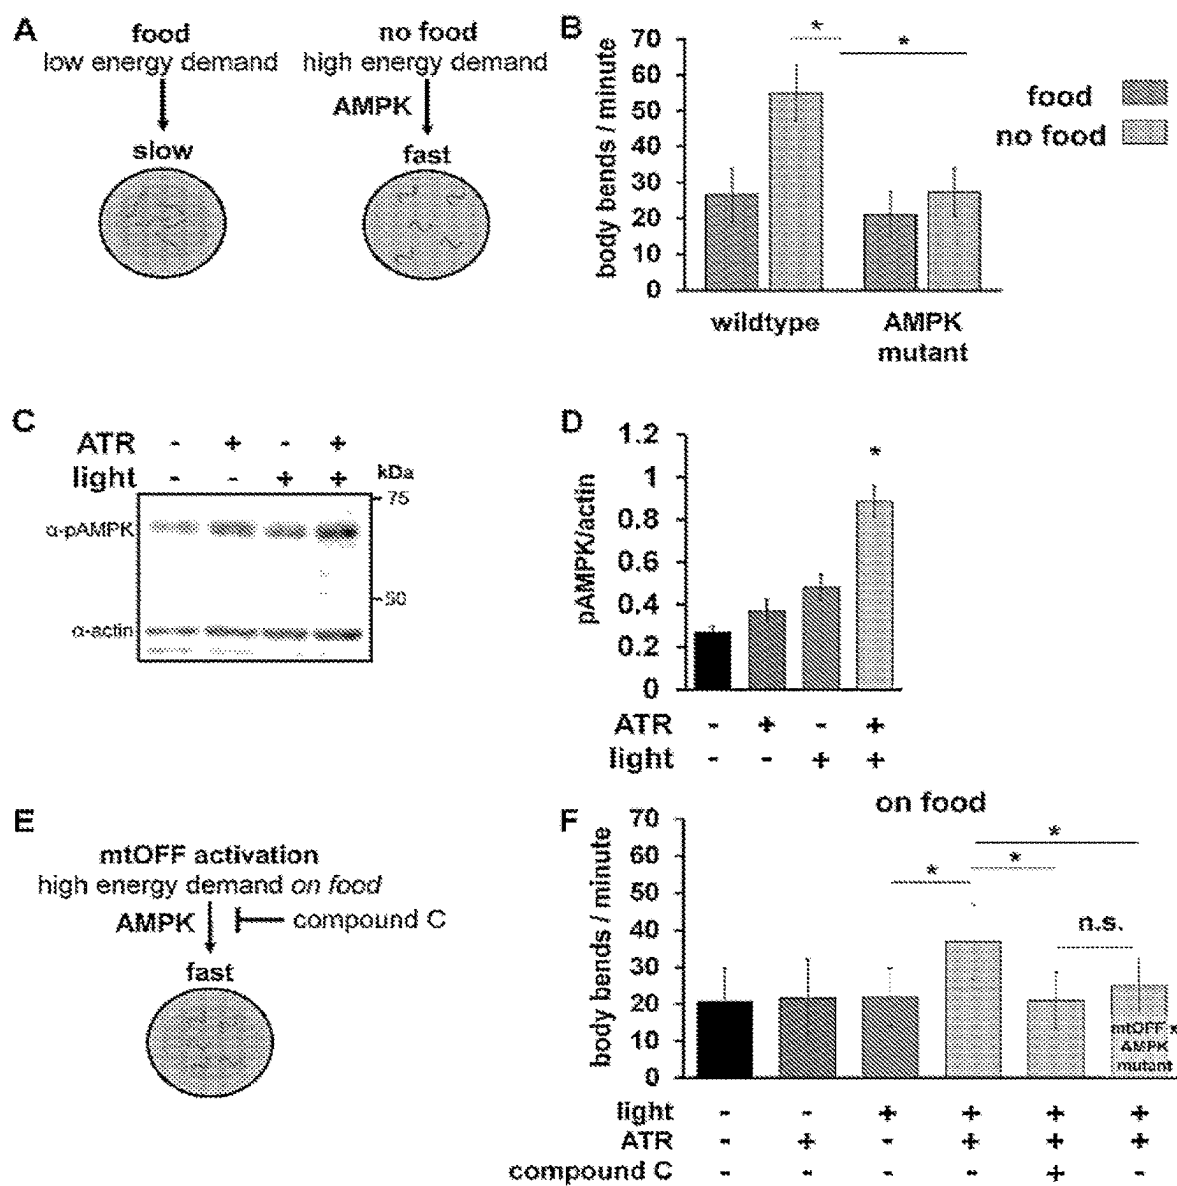 A
food
low energy demand
slow
no food
high energy demand
AMPK
fast
B
body bends / minute
70
60
50
40
30
20
10
0
*
*
wildtype
AMPK
mutant
food
no food
C
ATR - + - +
light - - + +
kDa
75
50
α-pAMPK
α-actin
D
pAMPK/actin
1.2
1
0.8
0.6
0.4
0.2
0
*
ATR - + - +
light - - + +
E
mtOFF activation
high energy demand on food
AMPK
compound C
fast
F
on food
body bends / minute
70
60
50
40
30
20
10
0
*
*
*
n.s.
mtOFF x
AMPK
mutant
light - - + + + +
ATR - + - + + +
compound C - - - - + -